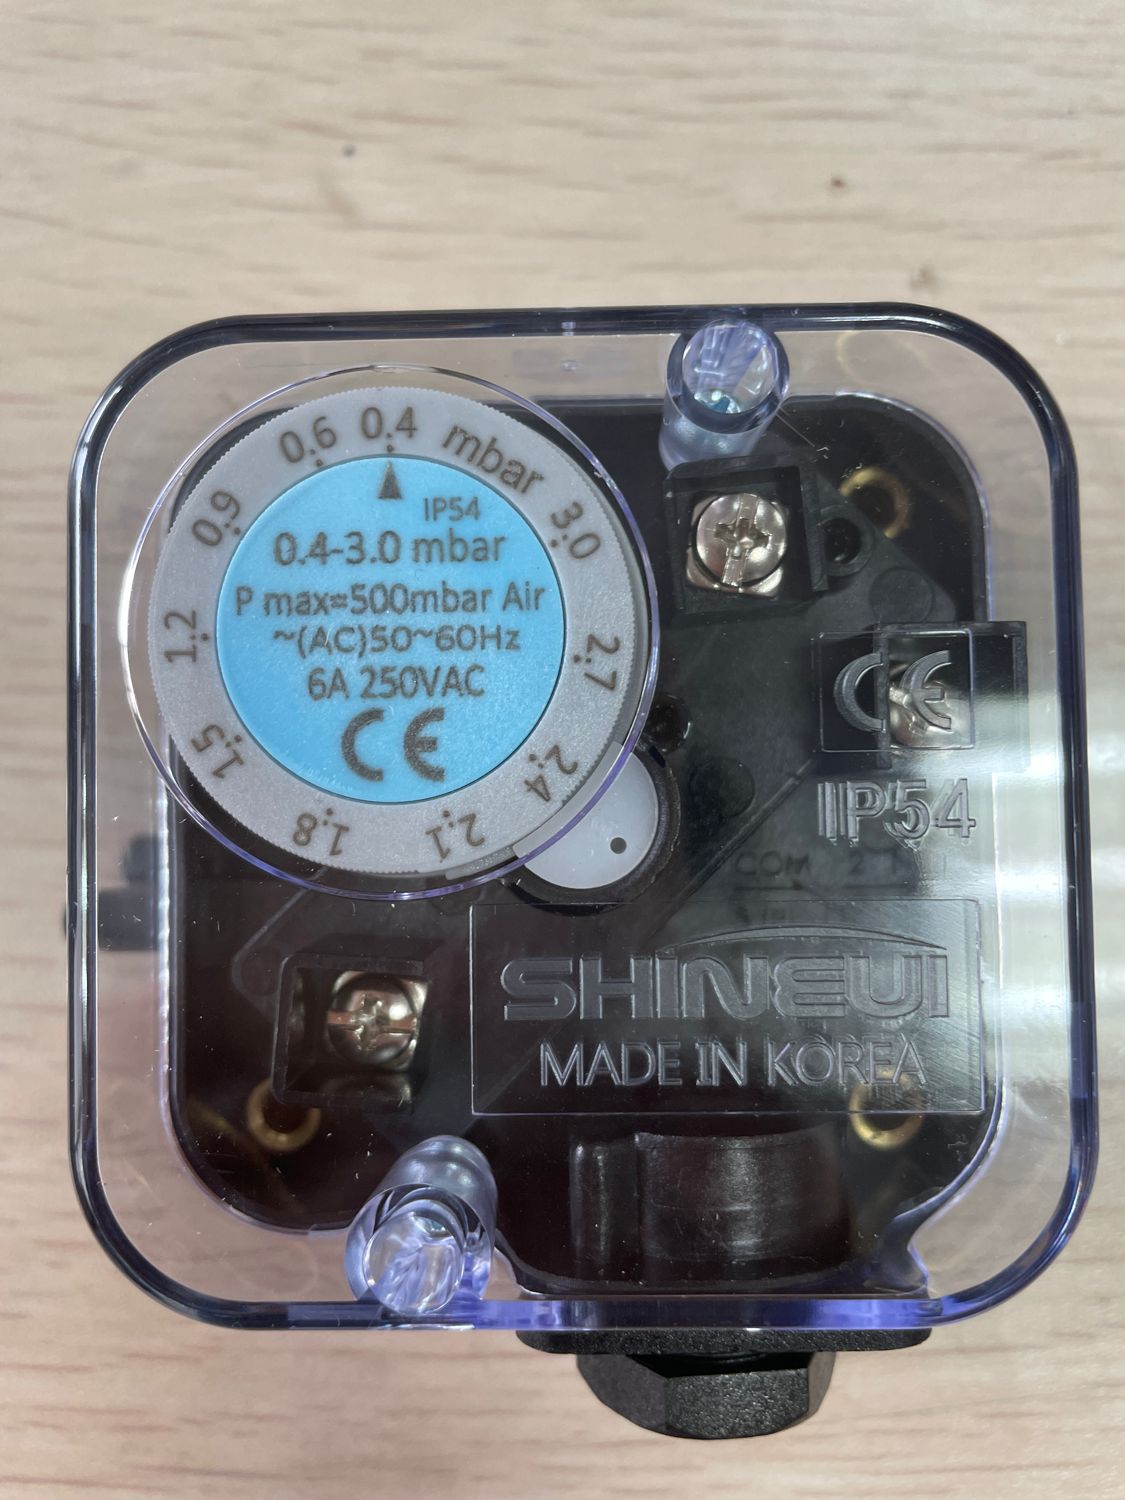 0.4
mbar
3.0
2.7
2.4
2.1
1.8
1.5
1.2
0.9
0.6
IP54
0.4-3.0 mbar
P max=500mbar Air
~(AC)50~60Hz
6A 250VAC
CE
CE
IP54
COM 2
SHINEUI
MADE IN KOREA